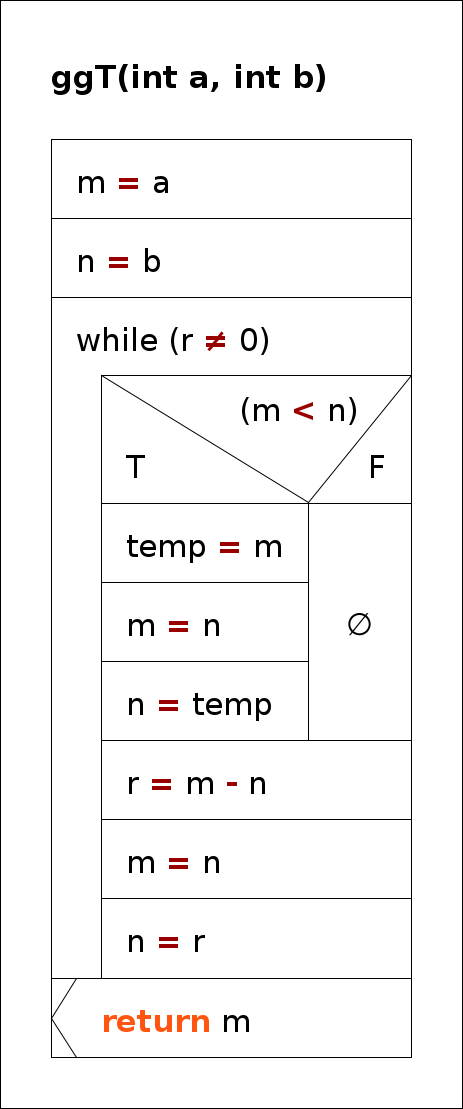 ggT(int a, int b)
m = a
n = b
while (r ≠ 0)
(m < n)
T F
temp = m
m = n
∅
n = temp
r = m - n
m = n
n = r
return m